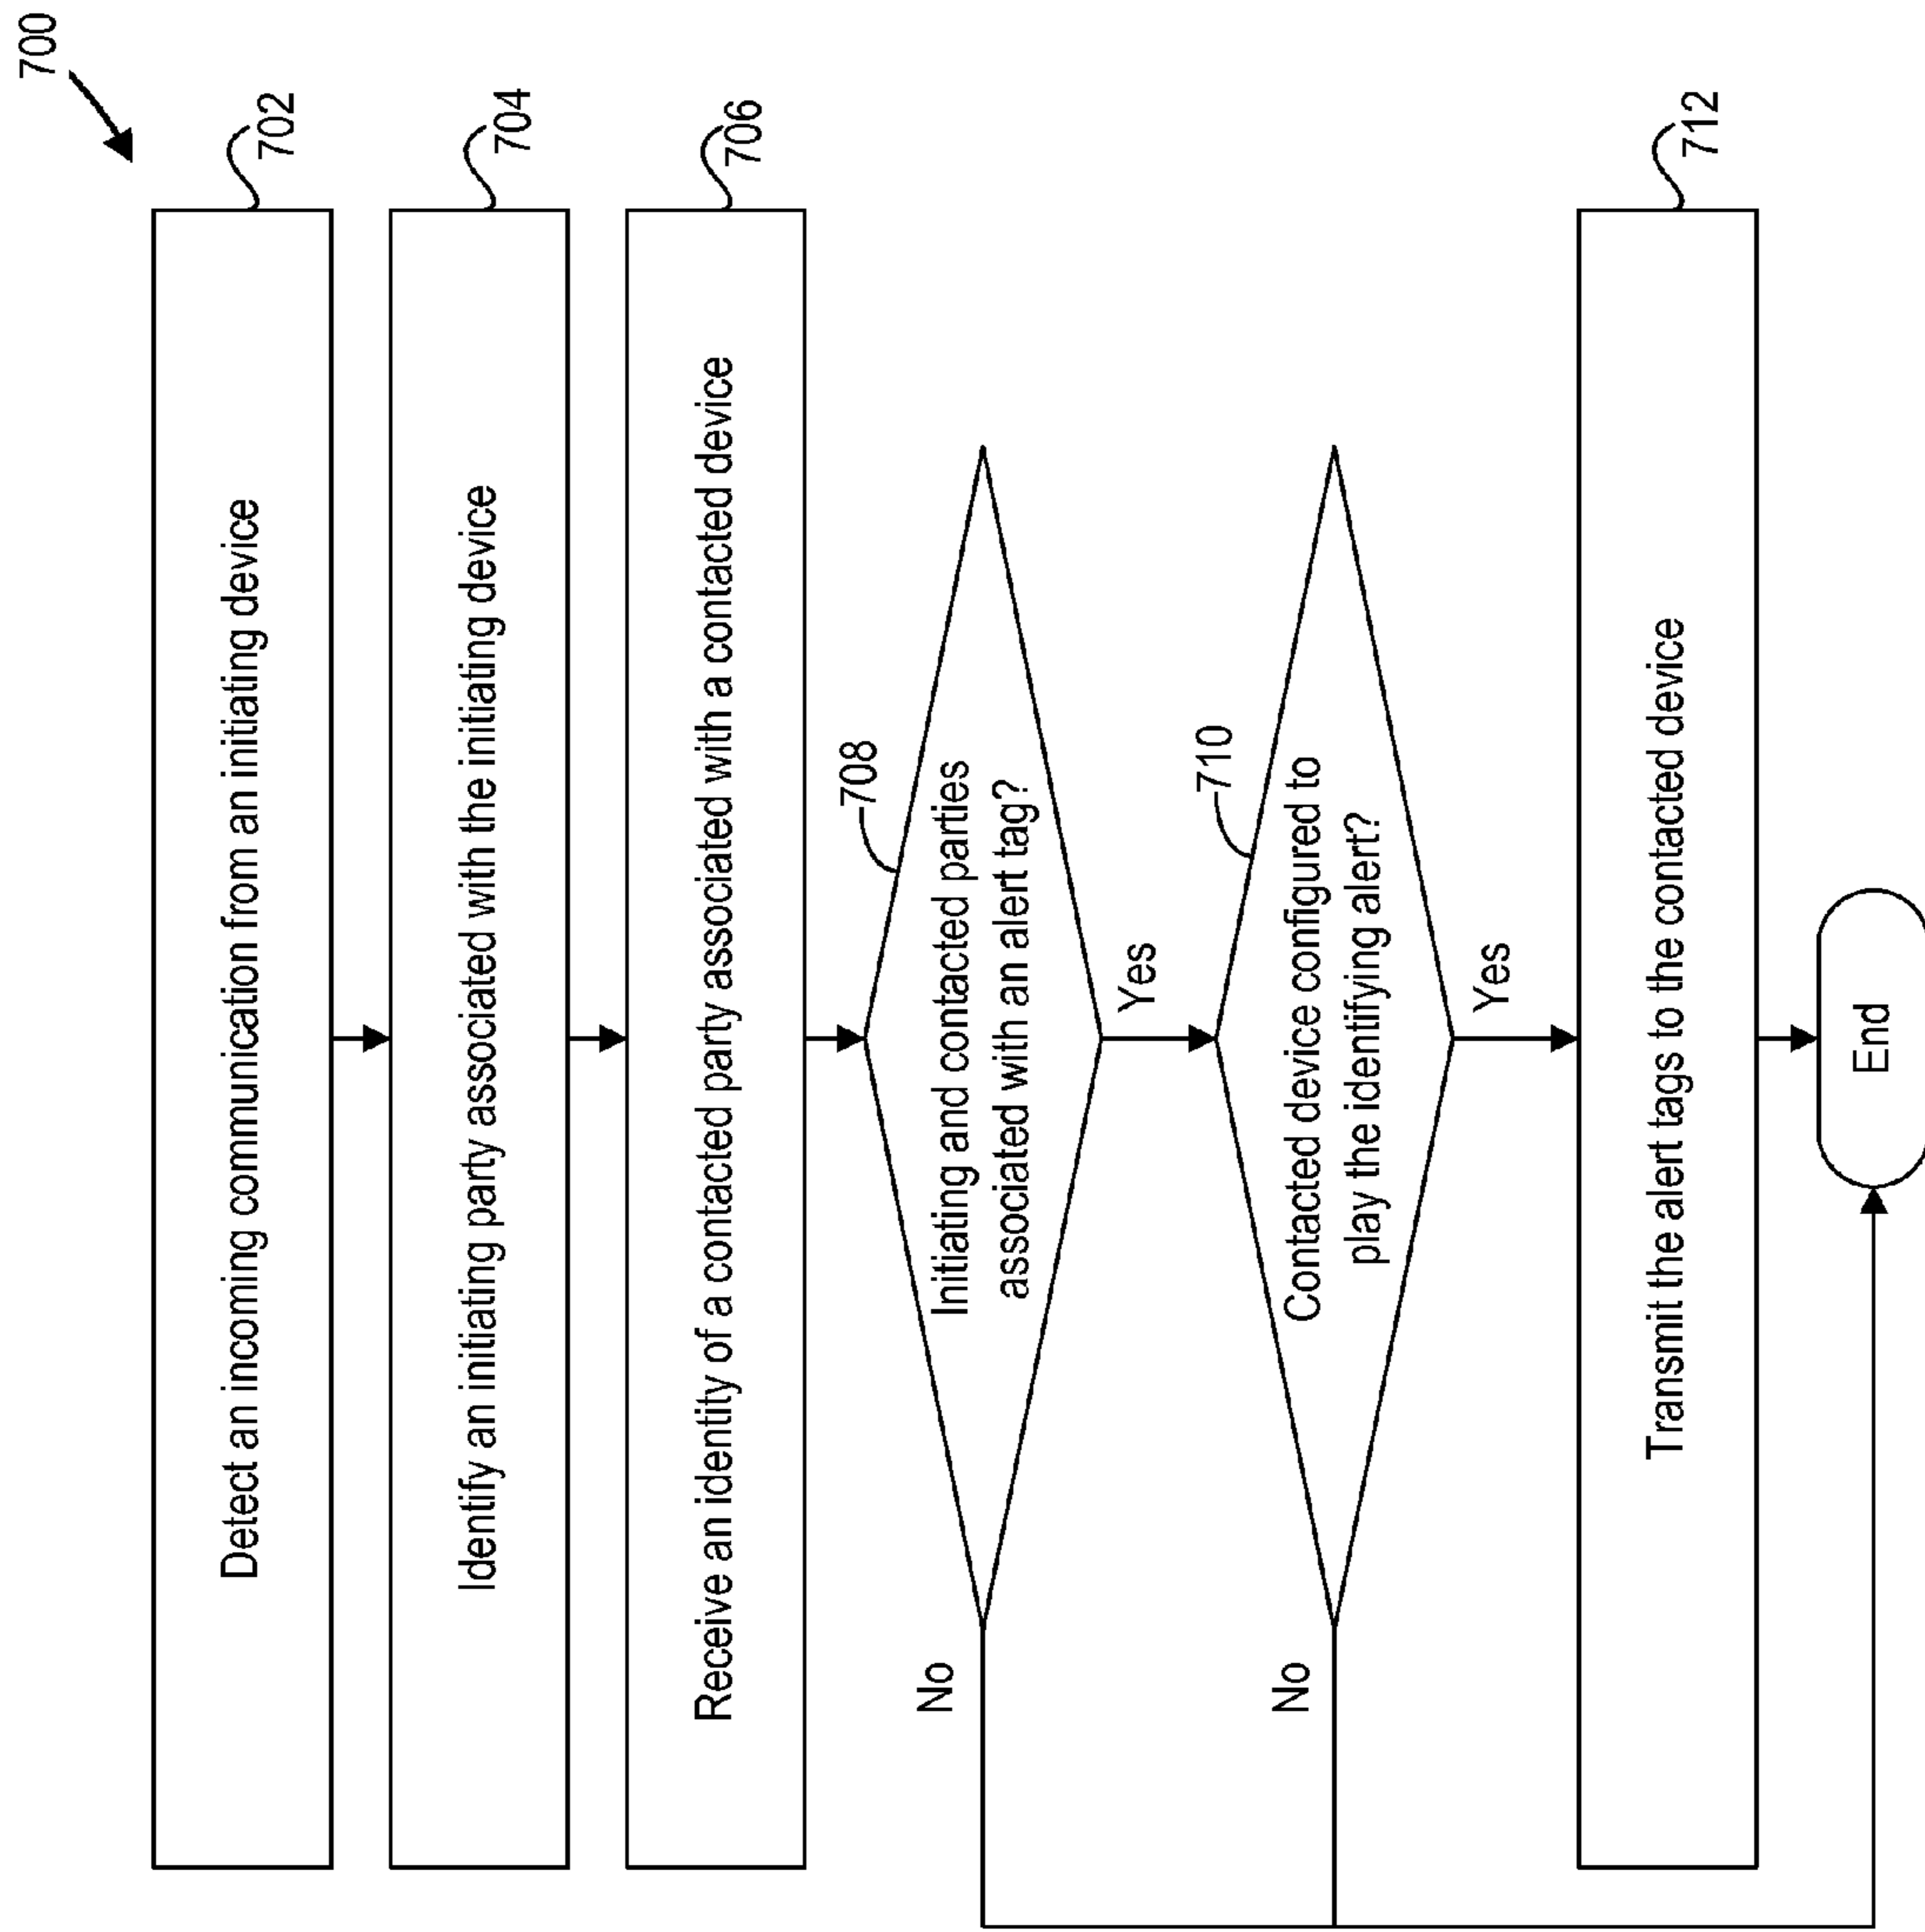 700
Detect an incoming communication from an initiating device
702
Identify an initiating party associated with the initiating device
704
Receive an identity of a contacted party associated with a contacted device
706
708
Initiating and contacted parties
associated with an alert tag?
No
Yes
710
Contacted device configured to
play the identifying alert?
No
Yes
Transmit the alert tags to the contacted device
712
End